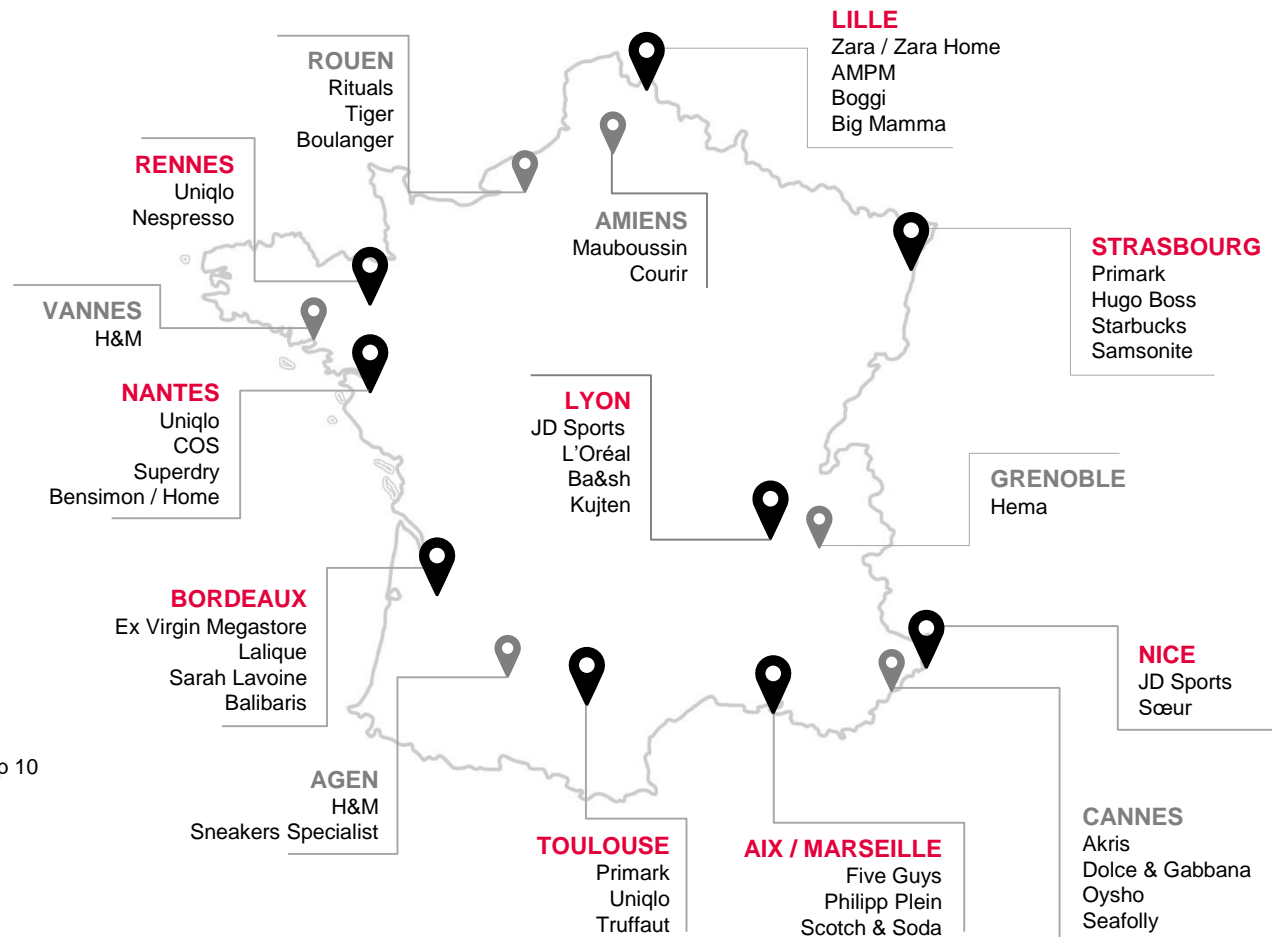 LILLE
Zara / Zara Home
AMPM
Boggi
Big Mamma
ROUEN
Rituals
Tiger
Boulanger
RENNES
Uniqlo
Nespresso
AMIENS
Mauboussin
Courir
STRASBOURG
Primark
Hugo Boss
Starbucks
Samsonite
VANNES
H&M
NANTES
Uniqlo
COS
Superdry
Bensimon / Home
LYON
JD Sports
L'Oréal
Ba&sh
Kujten
GRENOBLE
Hema
BORDEAUX
Ex Virgin Megastore
Lalique
Sarah Lavoine
Balibaris
NICE
JD Sports
Sœur
10
AGEN
H&M
Sneakers Specialist
TOULOUSE
Primark
Uniqlo
Truffaut
AIX / MARSEILLE
Five Guys
Philipp Plein
Scotch & Soda
CANNES
Akris
Dolce & Gabbana
Oysho
Seafolly